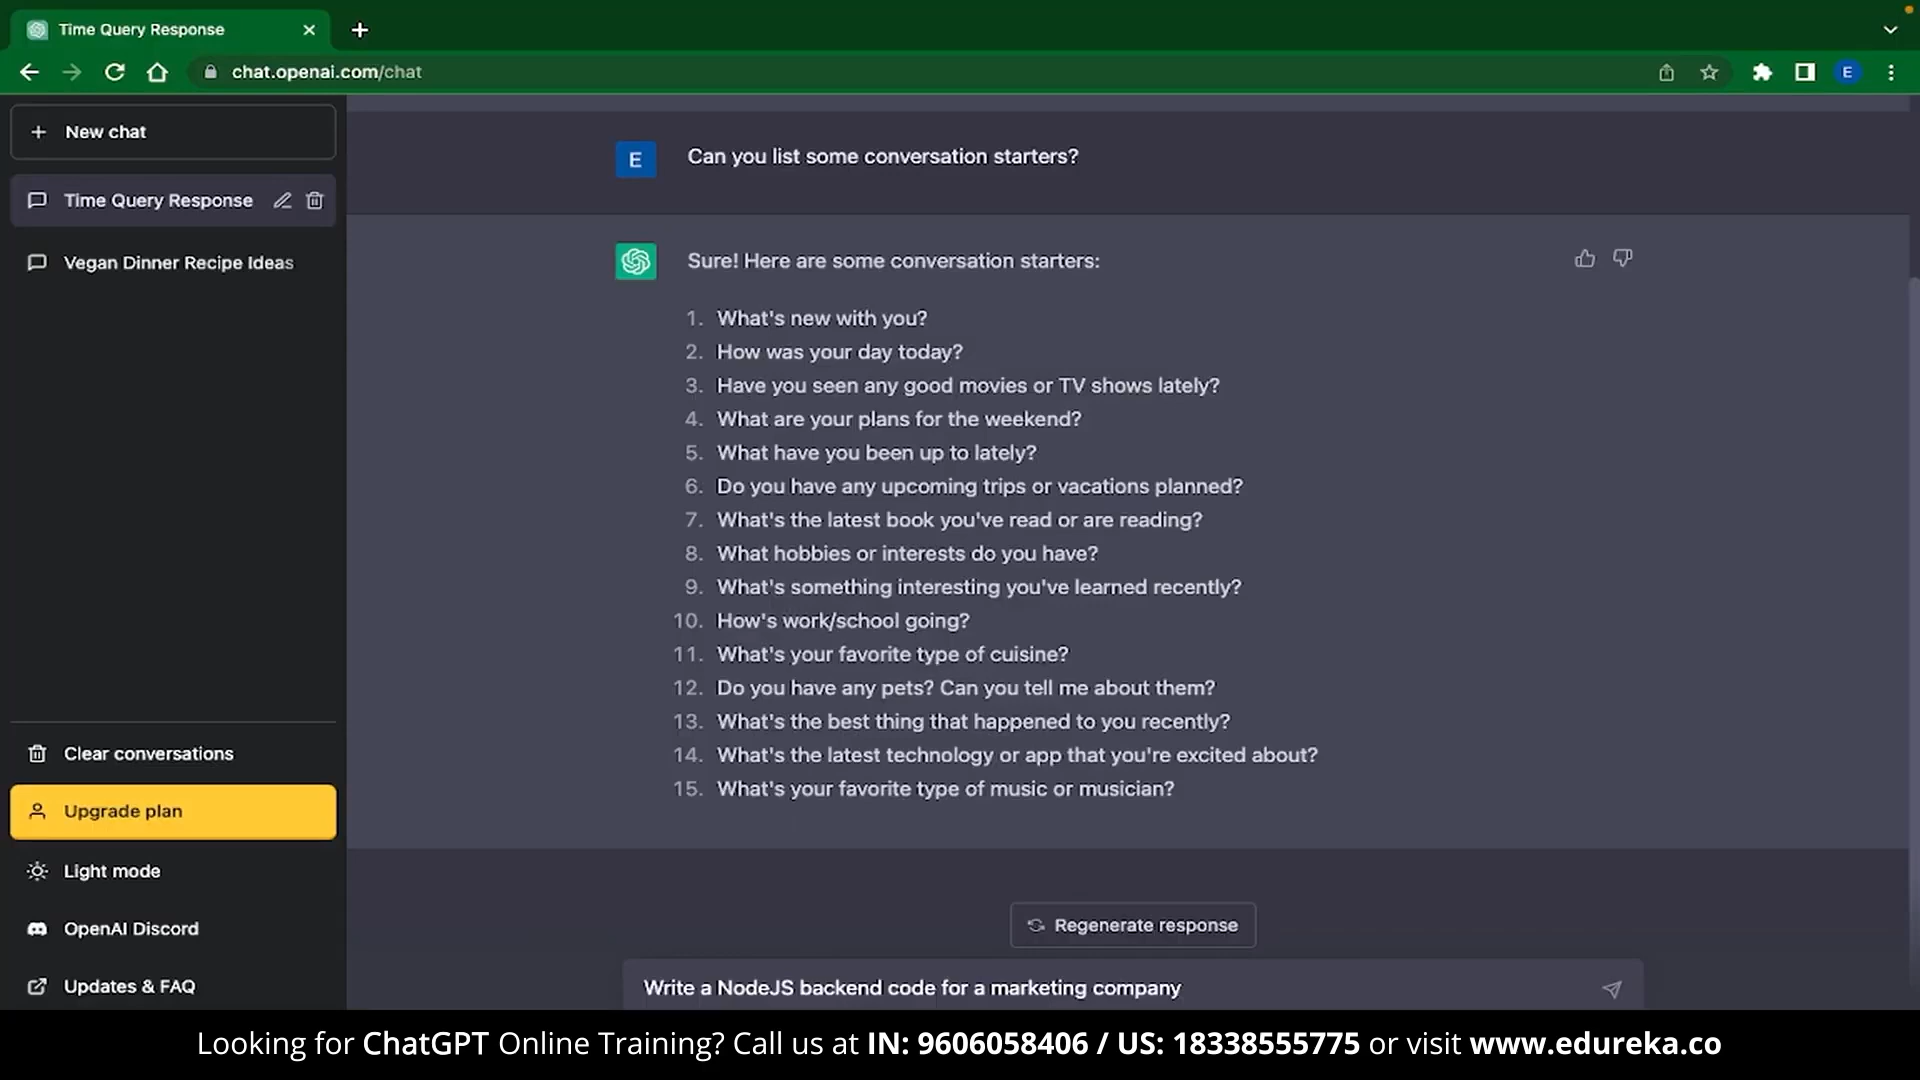 Time Query Response
chat.openai.com/chat
E
New chat
Time Query Response
Vegan Dinner Recipe Ideas
Clear conversations
Upgrade plan
Light mode
OpenAI Discord
Updates & FAQ
E
Can you list some conversation starters?
Sure! Here are some conversation starters:
1. What's new with you?
2. How was your day today?
3. Have you seen any good movies or TV shows lately?
4. What are your plans for the weekend?
5. What have you been up to lately?
6. Do you have any upcoming trips or vacations planned?
7. What's the latest book you've read or are reading?
8. What hobbies or interests do you have?
9. What's something interesting you've learned recently?
10. How's work/school going?
11. What's your favorite type of cuisine?
12. Do you have any pets? Can you tell me about them?
13. What's the best thing that happened to you recently?
14. What's the latest technology or app that you're excited about?
15. What's your favorite type of music or musician?
Regenerate response
Write a NodeJS backend code for a marketing company
Looking for ChatGPT Online Training? Call us at IN: 9606058406 / US: 18338555775 or visit www.edureka.co